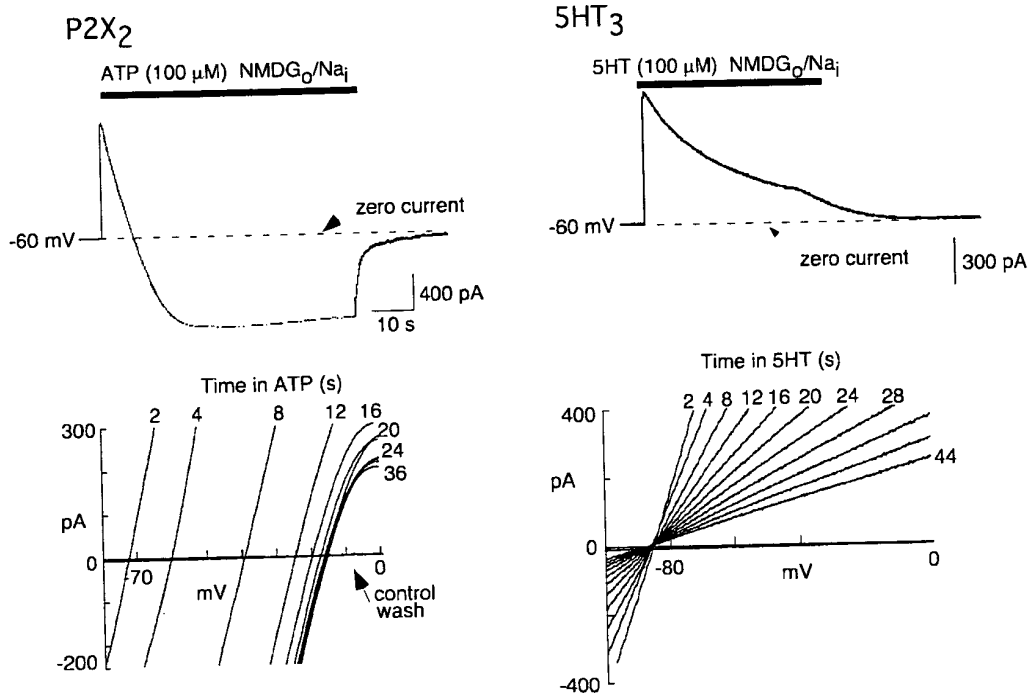 P2X2
ATP (100 µM) NMDGo/Nai
zero current
-60 mV
400 pA
10 s
5HT3
5HT (100 µM) NMDGo/Nai
-60 mV
zero current
300 pA
Time in ATP (s)
2 4 8 12 16
20
24
36
300
pA
0
-200
-70
mV
0
control
wash
Time in 5HT (s)
2 4 8 12 16 20 24 28
44
400
pA
0
-400
-80
mV
0